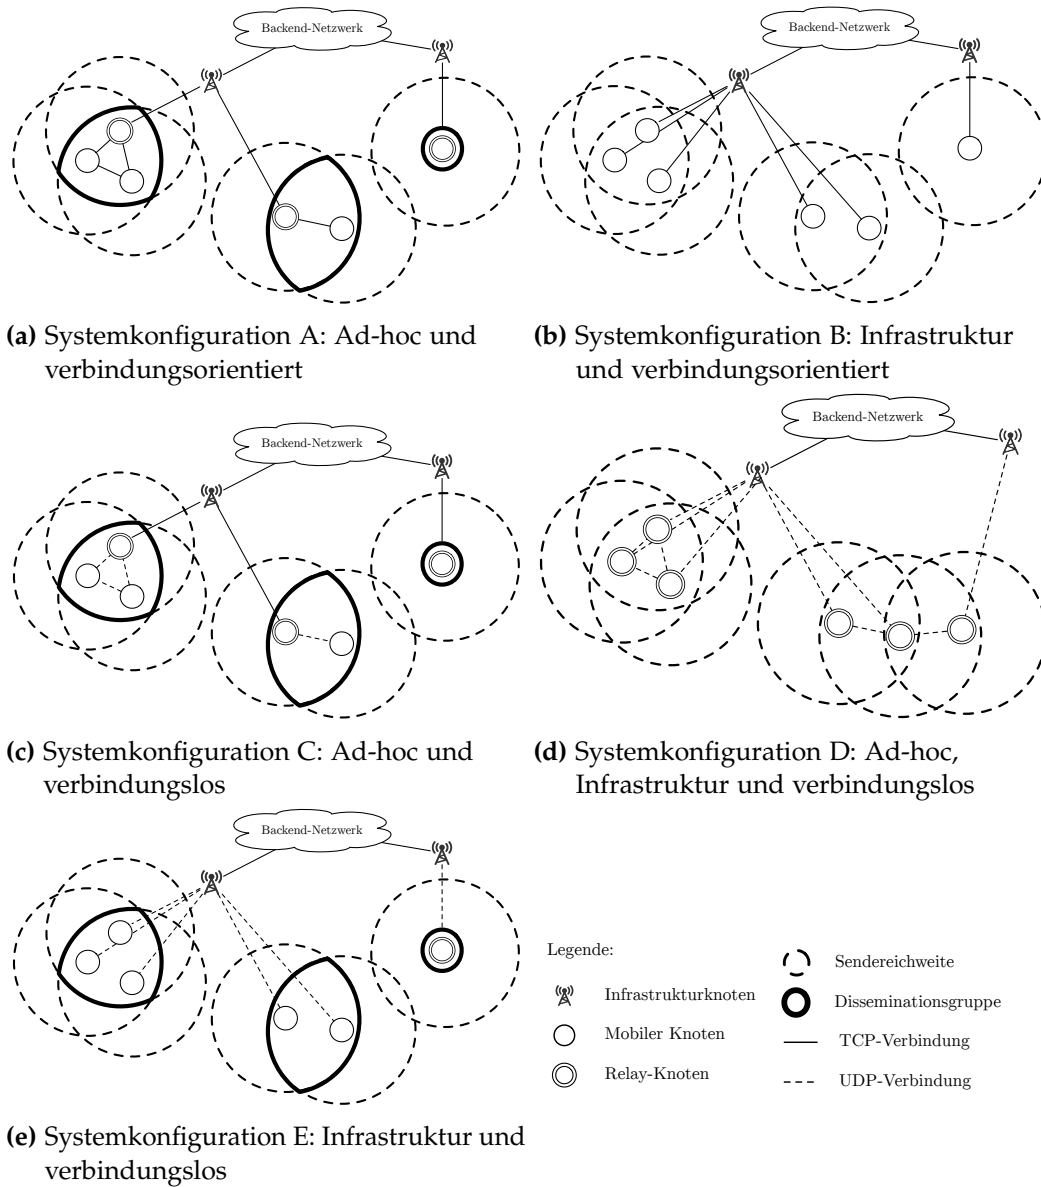 Backend-Netzwerk
Backend-Netzwerk
(a) Systemkonfiguration A: Ad-hoc und
verbindungsorientiert
(b) Systemkonfiguration B: Infrastruktur
und verbindungsorientiert
Backend-Netzwerk
Backend-Netzwerk
(c) Systemkonfiguration C: Ad-hoc und
verbindungslos
(d) Systemkonfiguration D: Ad-hoc,
Infrastruktur und verbindungslos
Backend-Netzwerk
Legende:
Infrastrukturknoten
Mobiler Knoten
Relay-Knoten
Sendereichweite
Disseminationsgruppe
TCP-Verbindung
UDP-Verbindung
(e) Systemkonfiguration E: Infrastruktur und
verbindungslos